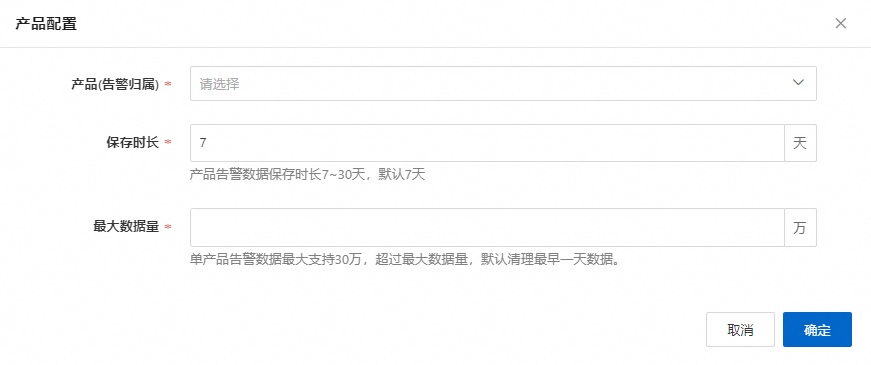 产品配置
产品(告警归属) *
请选择
保存时长 *
7
天
产品告警数据保存时长7~30天，默认7天
最大数据量 *
万
单产品告警数据最大支持30万，超过最大数据量，默认清理最早一天数据。
取消
确定